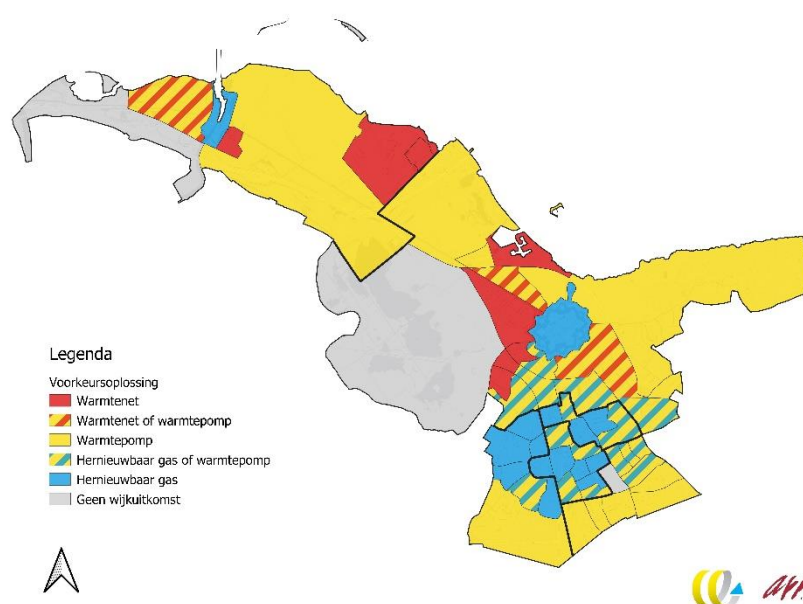 Legenda
Voorkeursoplossing
Warmtenet
Warmtenet of warmtepomp
Warmtepomp
Hernieuwbaar gas of warmtepomp
Hernieuwbaar gas
Geen wijkuitkomst